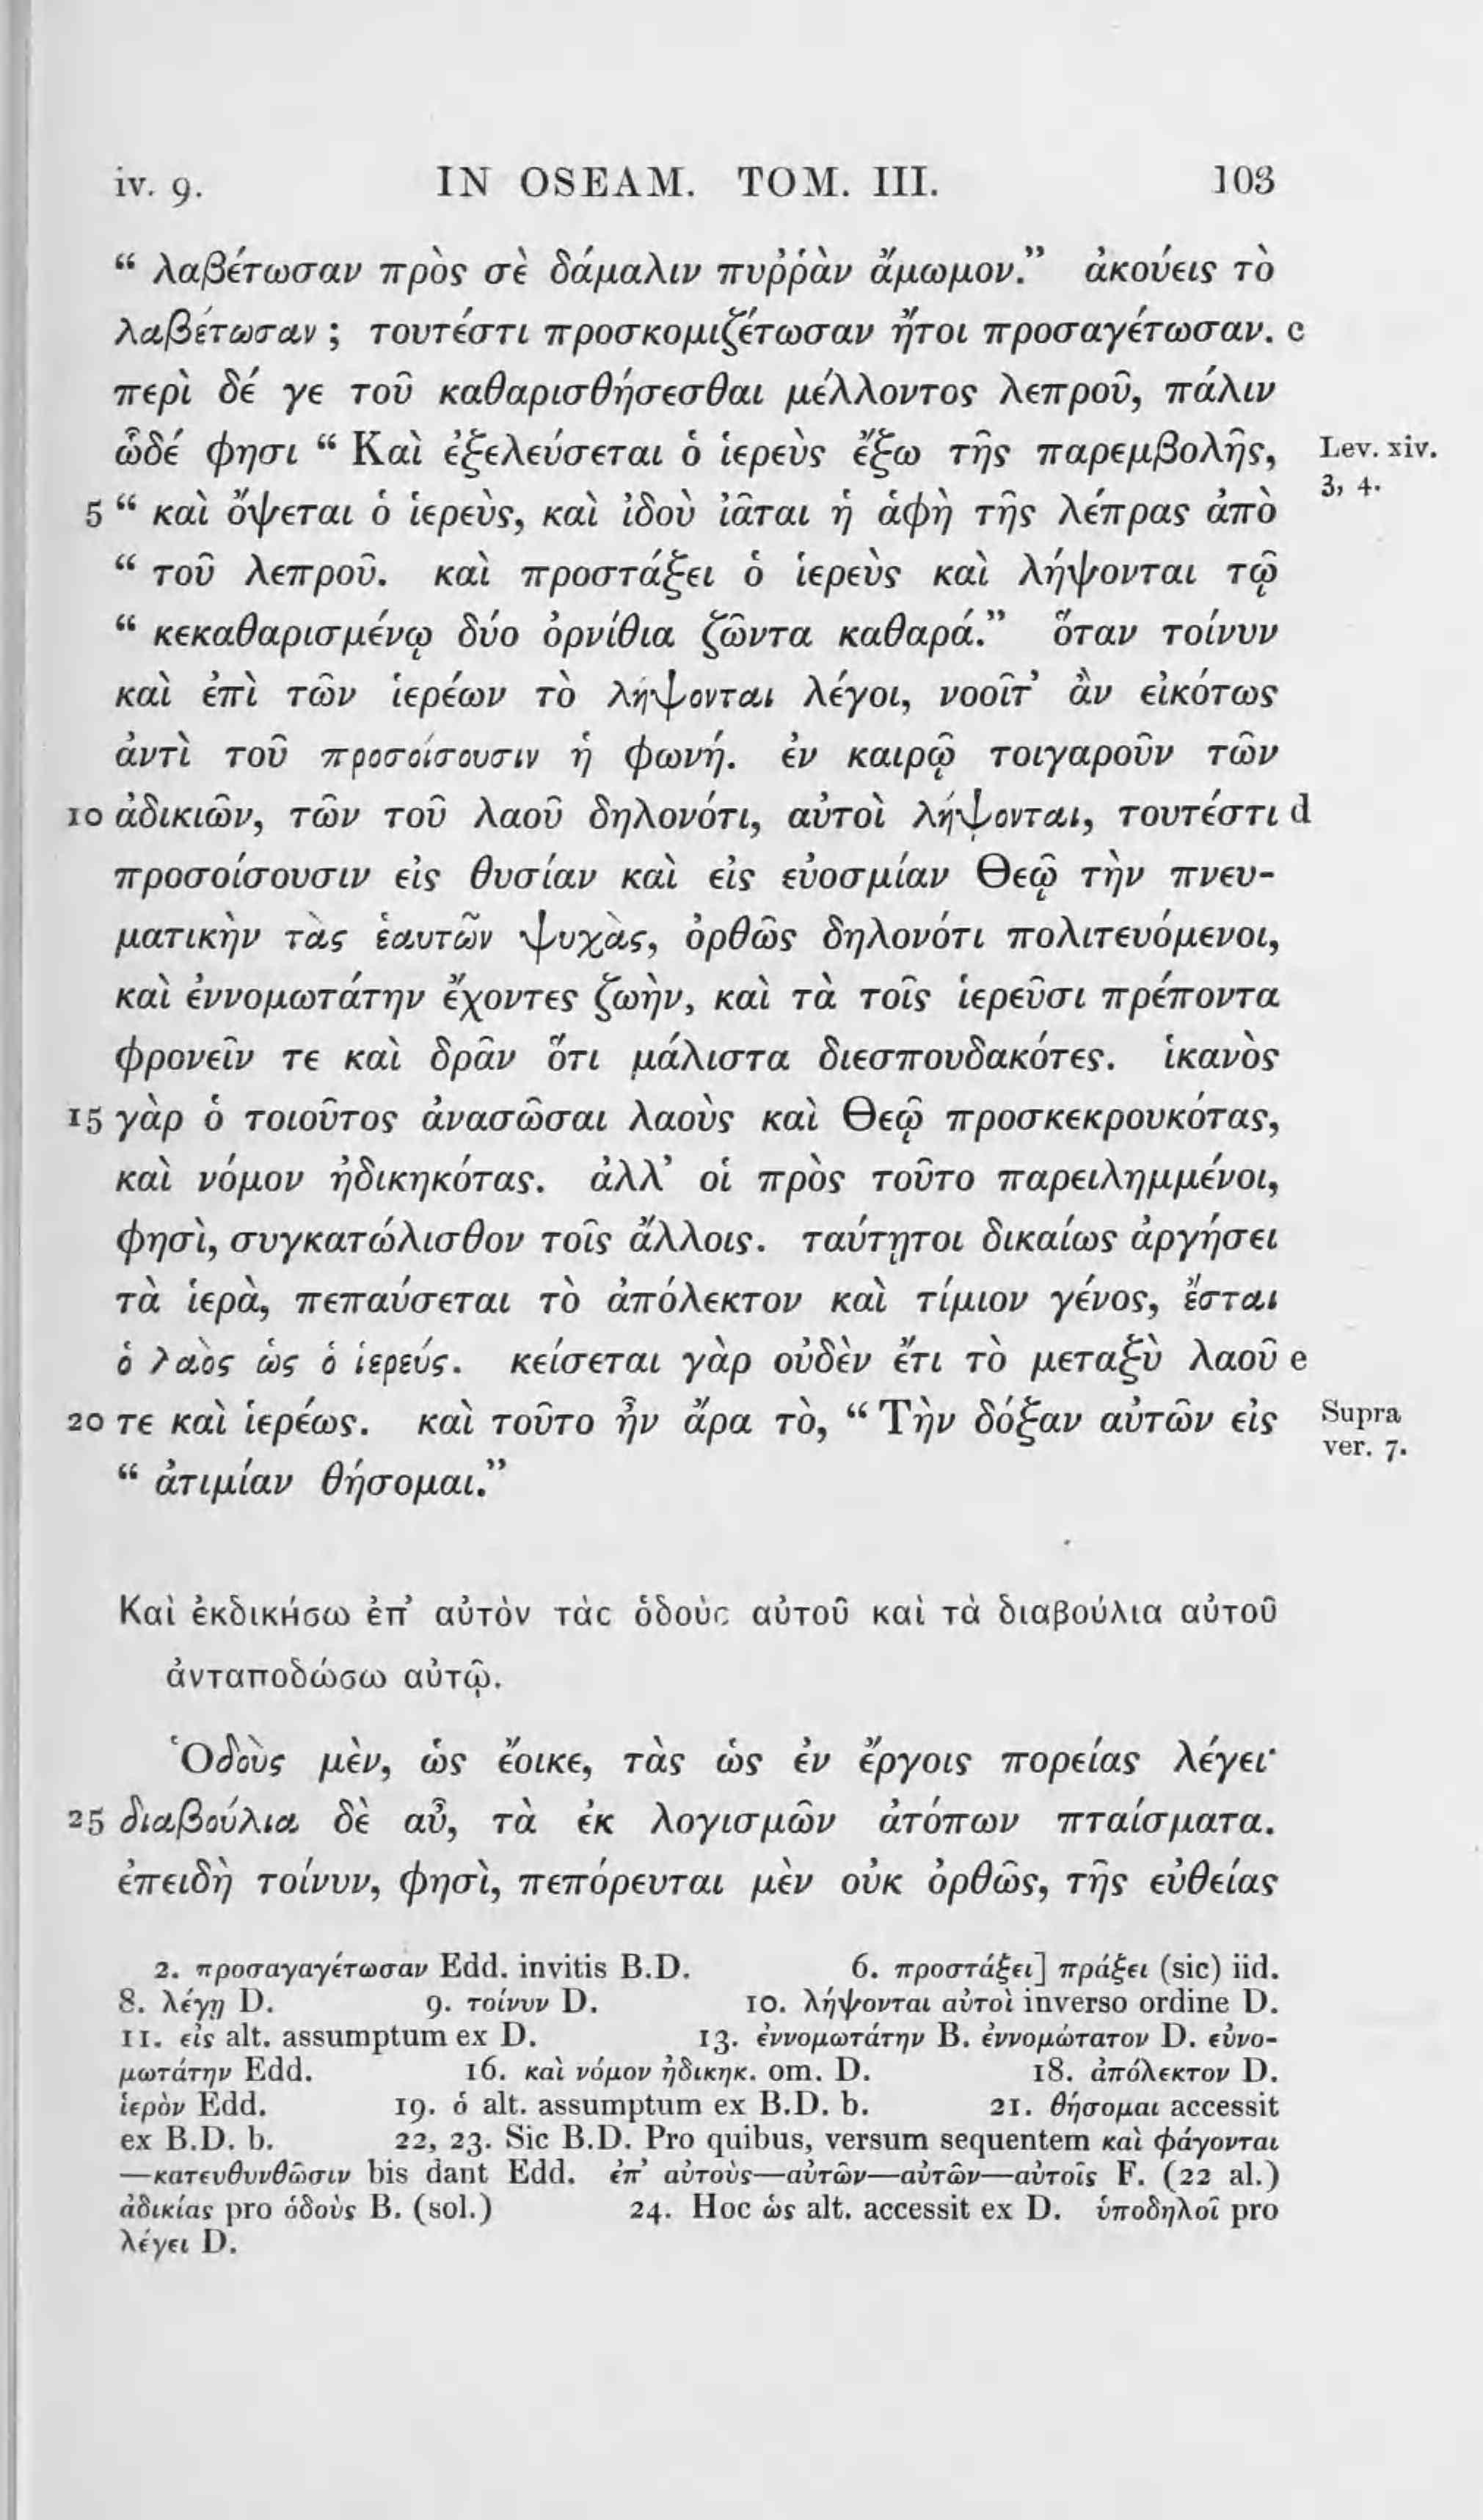 iv. 9. IN OSEAM. TOM. III. 103
“ λαβέτωσαν πρὸς σὲ δάμαλιν πυῤῥὰν ἄμωμον.” ἀκούεις τὸ
λαβέτωσαν ; τουτέστι προσκομιζέτωσαν ἤτοι προσαγέτωσαν. c
περὶ δέ γε τοῦ καθαρισθήσεσθαι μέλλοντος λεπροῦ, πάλιν
ὧδέ φησι “ Καὶ ἐξελεύσεται ὁ ἱερεὺς ἔξω τῆς παρεμβολῆς, Lev. xiv.
3, 4.
5 “ καὶ ὄψεται ὁ ἱερεὺς, καὶ ἰδοὺ ἰᾶται ἡ ἁφὴ τῆς λέπρας ἀπὸ
“ τοῦ λεπροῦ. καὶ προστάξει ὁ ἱερεὺς καὶ λήψονται τῷ
“ κεκαθαρισμένῳ δύο ὀρνίθια ζῶντα καθαρά.” ὅταν τοίνυν
καὶ ἐπὶ τῶν ἱερέων τὸ λήψονται λέγοι, νοοῖτ’ ἂν εἰκότως
ἀντὶ τοῦ προσοίσουσιν ἡ φωνή. ἐν καιρῷ τοιγαροῦν τῶν
10 ἀδικιῶν, τῶν τοῦ λαοῦ δηλονότι, αὐτοὶ λήψονται, τουτέστι d
προσοίσουσιν εἰς θυσίαν καὶ εἰς εὐοσμίαν Θεῷ τὴν πνευ-
ματικὴν τὰς ἑαυτῶν ψυχὰς, ὀρθῶς δηλονότι πολιτευόμενοι,
καὶ ἐννομωτάτην ἔχοντες ζωὴν, καὶ τὰ τοῖς ἱερεῦσι πρέποντα
φρονεῖν τε καὶ δρᾶν ὅτι μάλιστα διεσπουδακότες. ἱκανὸς
15 γὰρ ὁ τοιοῦτος ἀνασῶσαι λαοὺς καὶ Θεῷ προσκεκρουκότας,
καὶ νόμον ἠδικηκότας. ἀλλ’ οἱ πρὸς τοῦτο παρειλημμένοι,
φησὶ, συγκατώλισθον τοῖς ἄλλοις. ταύτῃτοι δικαίως ἀργήσει
τὰ ἱερὰ, πεπαύσεται τὸ ἀπόλεκτον καὶ τίμιον γένος, ἔσται
ὁ λαὸς ὡς ὁ ἱερεύς. κείσεται γὰρ οὐδὲν ἔτι τὸ μεταξὺ λαοῦ e
20 τε καὶ ἱερέως. καὶ τοῦτο ἦν ἄρα τὸ, “ Τὴν δόξαν αὐτῶν εἰς Supra
ver. 7.
“ ἀτιμίαν θήσομαι.”
Καὶ ἐκδικήσω ἐπ’ αὐτὸν τὰς ὁδοὺς αὐτοῦ καὶ τὰ διαβούλια αὐτοῦ
ἀνταποδώσω αὐτῷ.
Ὁδοὺς μὲν, ὡς ἔοικε, τὰς ὡς ἐν ἔργοις πορείας λέγει·
25 διαβούλια δὲ αὖ, τὰ ἐκ λογισμῶν ἀτόπων πταίσματα.
ἐπειδὴ τοίνυν, φησὶ, πεπόρευται μὲν οὐκ ὀρθῶς, τῆς εὐθείας
2. προσαγαγέτωσαν Edd. invitis B.D. 6. προστάξει] πράξει (sic) iid.
8. λέγῃ D. 9. τοίνυν D. 10. λήψονται αὐτοὶ inverso ordine D.
11. εἰς alt. assumptum ex D. 13. ἐννομωτάτην B. ἐννομώτατον D. εὐνο-
μωτάτην Edd. 16. καὶ νόμον ἠδικηκ. om. D. 18. ἀπόλεκτον D.
ἱερὸν Edd. 19. ὁ alt. assumptum ex B.D. b. 21. θήσομαι accessit
ex B.D. b. 22, 23. Sic B.D. Pro quibus, versum sequentem καὶ φάγονται
—κατευθυνθῶσιν bis dant Edd. ἐπ’ αὐτοὺς—αὐτῶν—αὐτῶν—αὐτοῖς F. (22 al.)
ἀδικίας pro ὁδοὺς B. (sol.) 24. Hoc ὡς alt. accessit ex D. ὑποδηλοῖ pro
λέγει D.